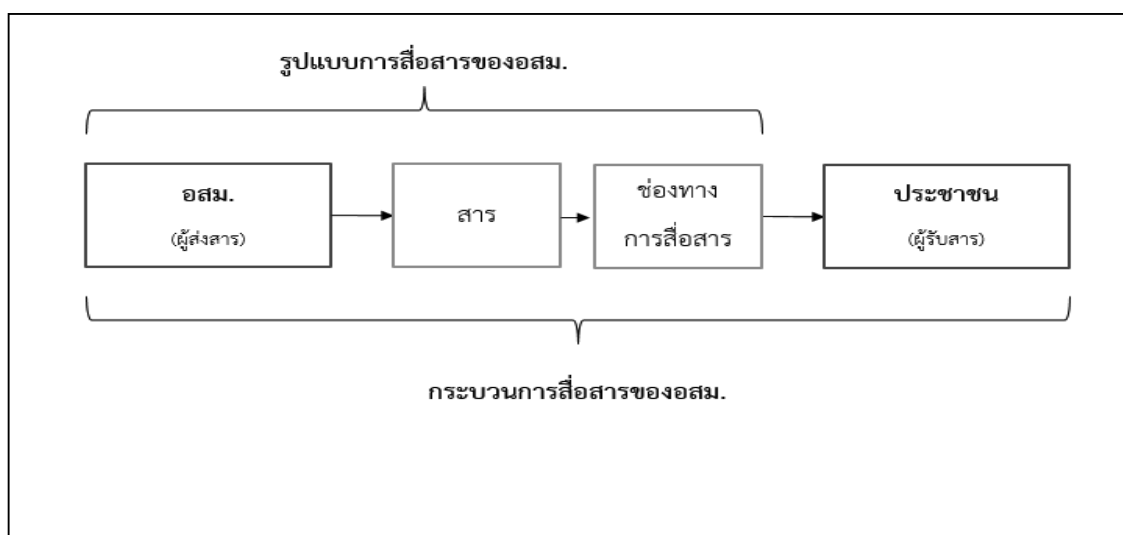 รูปแบบการสื่อสารของอสม.
อสม.
(ผู้ส่งสาร)
สาร
ช่องทาง
การสื่อสาร
ประชาชน
(ผู้รับสาร)
กระบวนการสื่อสารของอสม.